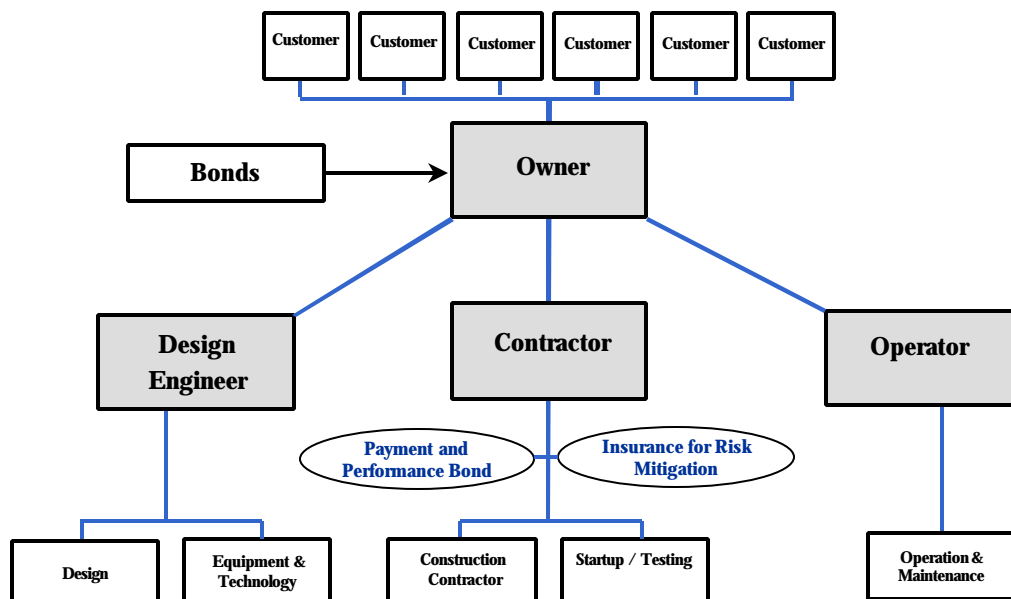 Customer
Customer
Customer
Customer
Customer
Customer
Bonds
Owner
Design
Engineer
Contractor
Operator
Payment and
Performance Bond
Insurance for Risk
Mitigation
Design
Equipment &
Technology
Construction
Contractor
Startup / Testing
Operation &
Maintenance